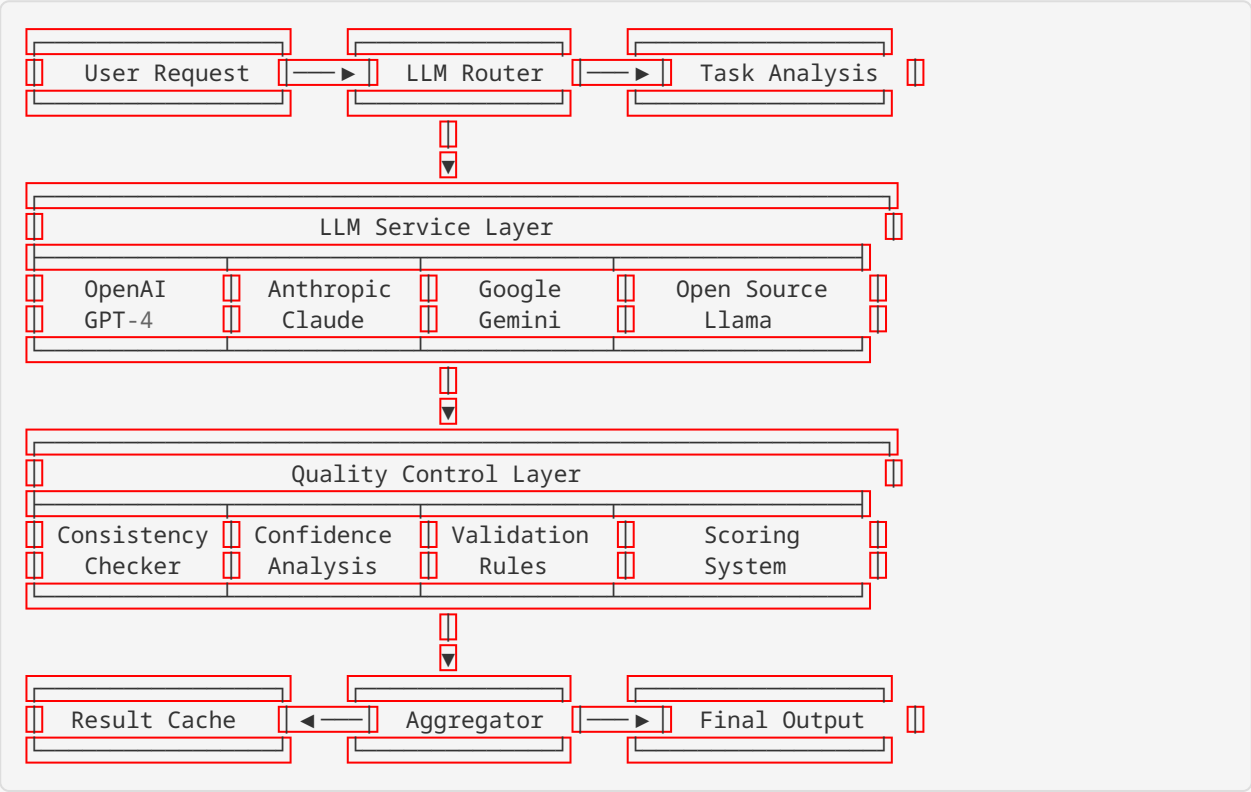 ┌─────────────────┐    ┌──────────────┐    ┌─────────────────┐
│   User Request  │───▶│  LLM Router  │───▶│  Task Analysis  │
└─────────────────┘    └──────────────┘    └─────────────────┘
│
▼
┌─────────────────────────────────────────────────────────────┐
│                    LLM Service Layer                        │
├─────────────┬─────────────┬─────────────┬─────────────────┤
│   OpenAI    │  Anthropic  │   Google    │   Open Source   │
│   GPT-4     │   Claude    │   Gemini    │     Llama       │
└─────────────┴─────────────┴─────────────┴─────────────────┘
│
▼
┌─────────────────────────────────────────────────────────────┐
│                  Quality Control Layer                      │
├─────────────┬─────────────┬─────────────┬─────────────────┤
│ Consistency │ Confidence  │ Validation  │     Scoring     │
│   Checker   │  Analysis   │   Rules     │     System      │
└─────────────┴─────────────┴─────────────┴─────────────────┘
│
▼
┌─────────────────┐    ┌──────────────┐    ┌─────────────────┐
│  Result Cache   │◀───│  Aggregator  │───▶│  Final Output   │
└─────────────────┘    └──────────────┘    └─────────────────┘